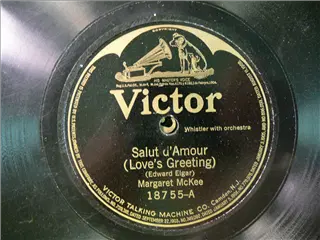 HIS MASTER'S VOICE
Victor
Whistler with orchestra
Salut d'Amour
(Love's Greeting)
(Edward Elgar)
Margaret McKee
18755-A
VICTOR TALKING MACHINE CO. Camden, N.J.